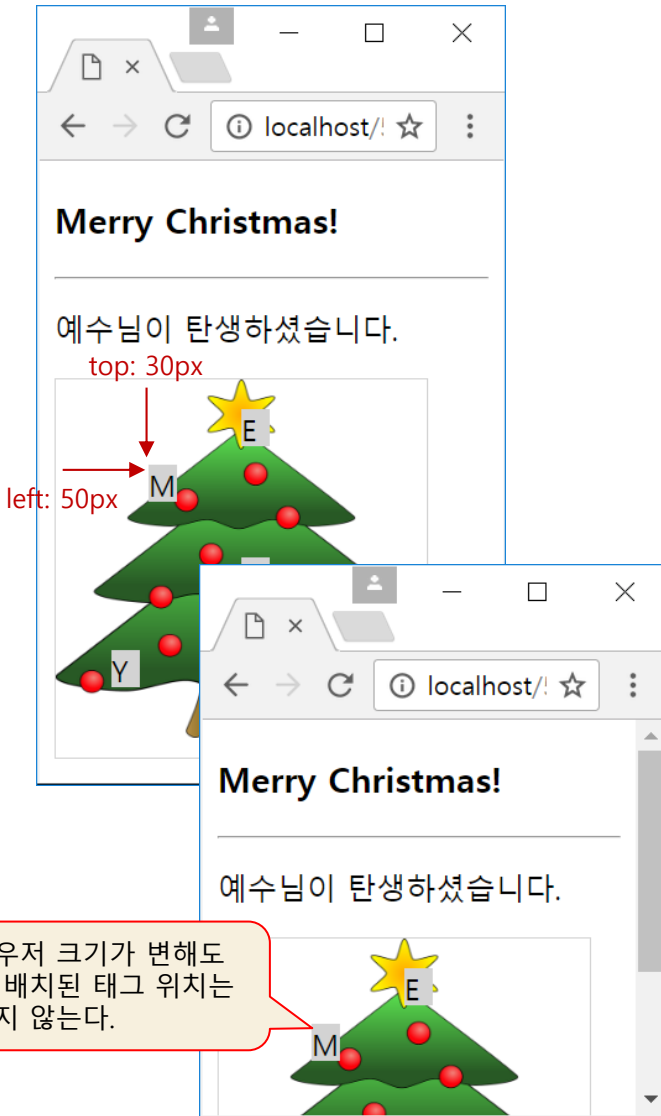 localhost/5
Merry Christmas!
예수님이 탄생하셨습니다.
top: 30px
E
M
left: 50px
Y
localhost/5
Merry Christmas!
예수님이 탄생하셨습니다.
E
M
우저 크기가 변해도
배치된 태그 위치는
지 않는다.